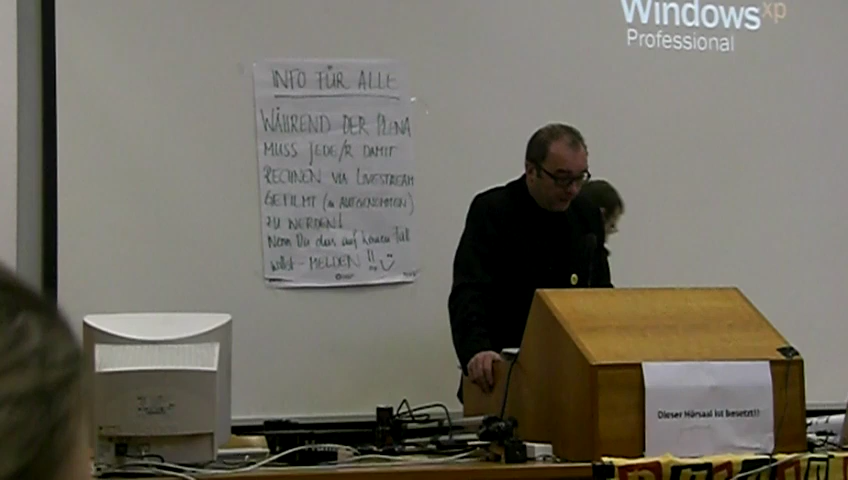 Windows xp
Professional
INFO FÜR ALLE
WÄHREND DER PLENA
MUSS JEDE/R DAMIT
RECHNEN VIA LIVESTREAM
GEFILMT (& AUFGENOMMEN)
ZU WERDEN!
Wenn Du das auf keinen Fall
willst - MELDEN !!
Dieser Hörsaal ist besetzt!!